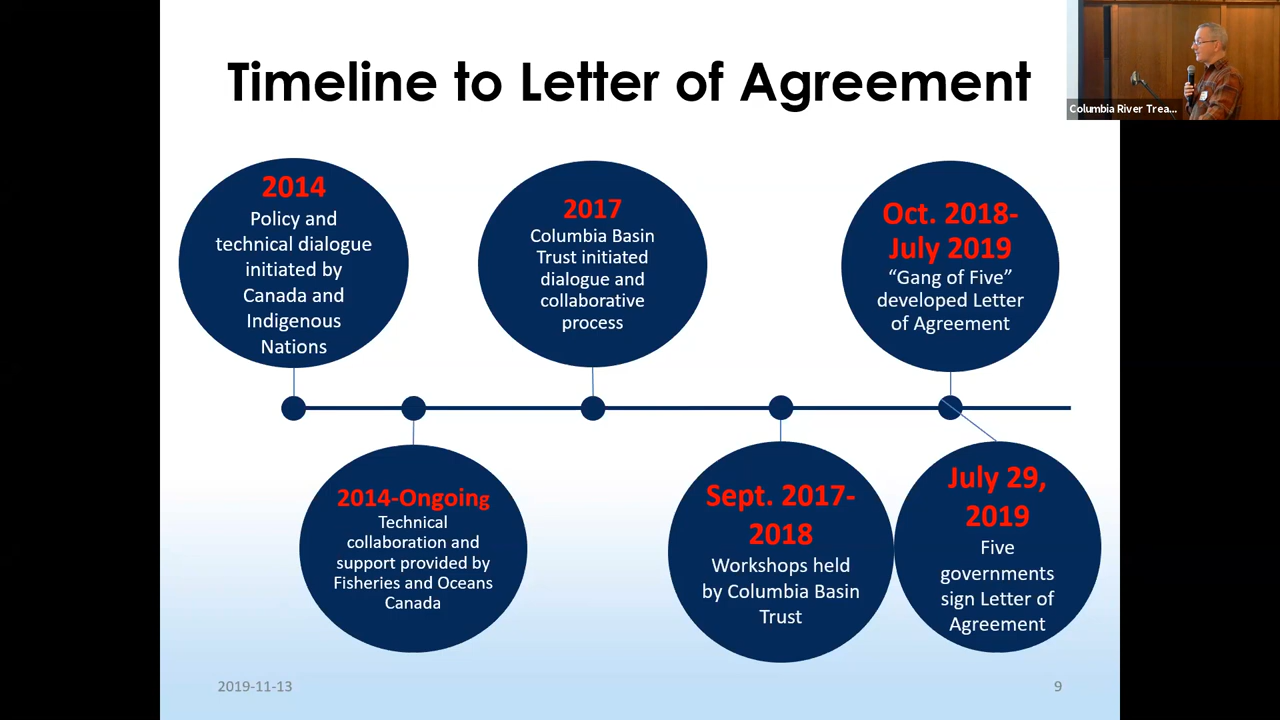 Timeline to Letter of Agreement
Columbia River Trea...
2014
Policy and
technical dialogue
initiated by
Canada and
Indigenous
Nations
2017
Columbia Basin
Trust initiated
dialogue and
collaborative
process
Oct. 2018-
July 2019
“Gang of Five”
developed Letter
of Agreement
2014-Ongoing
Technical
collaboration and
support provided by
Fisheries and Oceans
Canada
Sept. 2017-
2018
Workshops held
by Columbia Basin
Trust
July 29,
2019
Five
governments
sign Letter of
Agreement
2019-11-13
9